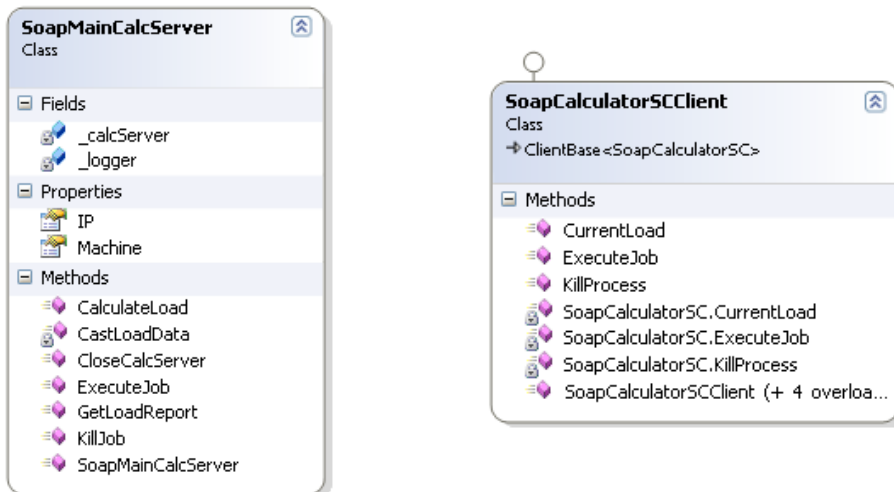 SoapMainCalcServer
Class
Fields
_calcServer
_logger
Properties
IP
Machine
Methods
CalculateLoad
CastLoadData
CloseCalcServer
ExecuteJob
GetLoadReport
KillJob
SoapMainCalcServer
SoapCalculatorSCClient
Class
ClientBase<SoapCalculatorSC>
Methods
CurrentLoad
ExecuteJob
KillProcess
SoapCalculatorSC.CurrentLoad
SoapCalculatorSC.ExecuteJob
SoapCalculatorSC.KillProcess
SoapCalculatorSCClient (+ 4 overloa...